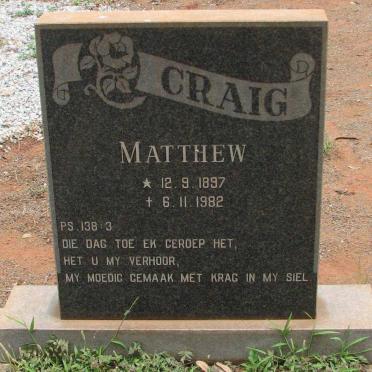 CRAIG
MATTHEW
★ 12.9.1897
† 6.11.1982
PS.138:3
DIE DAG TOE EK GEROEP HET,
HET U MY VERHOOR,
MY MOEDIG GEMAAK MET KRAG IN MY SIEL